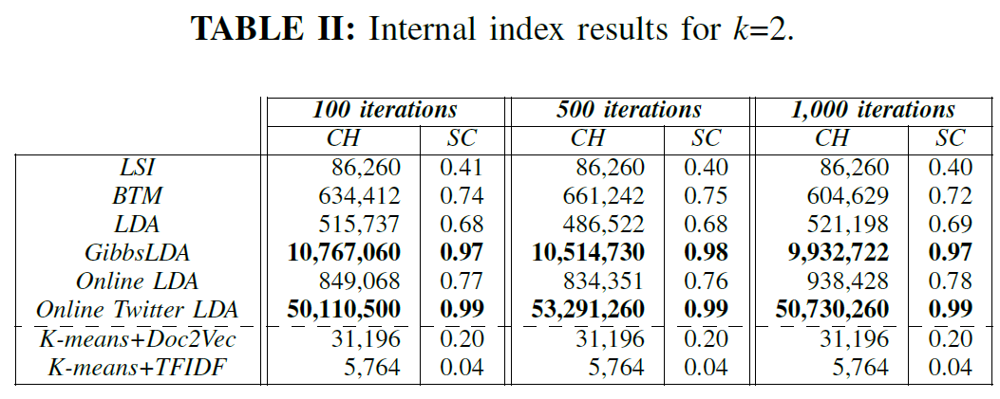 TABLE II: Internal index results for k=2.
100 iterations 500 iterations 1,000 iterations
CH SC CH SC CH SC
LSI 86,260 0.41 86,260 0.40 86,260 0.40
BTM 634,412 0.74 661,242 0.75 604,629 0.72
LDA 515,737 0.68 486,522 0.68 521,198 0.69
GibbsLDA 10,767,060 0.97 10,514,730 0.98 9,932,722 0.97
Online LDA 849,068 0.77 834,351 0.76 938,428 0.78
Online Twitter LDA 50,110,500 0.99 53,291,260 0.99 50,730,260 0.99
K-means+Doc2Vec 31,196 0.20 31,196 0.20 31,196 0.20
K-means+TFIDF 5,764 0.04 5,764 0.04 5,764 0.04